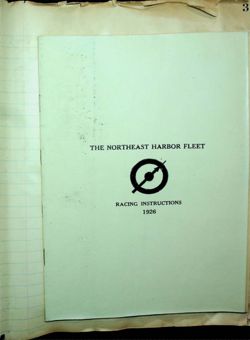 3
THE NORTHEAST HARBOR FLEET
RACING INSTRUCTIONS
1926